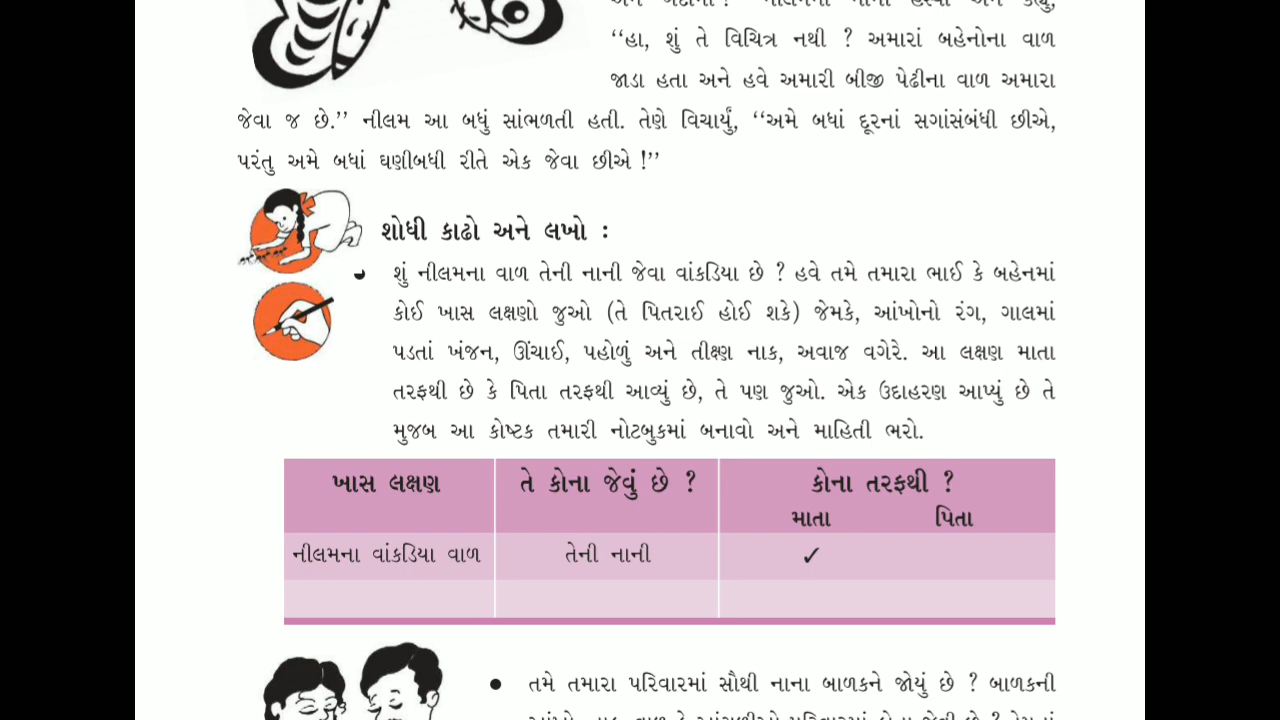 “હા, શું તે વિચિત્ર નથી ? અમારાં બહેનોના વાળ
જાડા હતા અને હવે અમારી બીજી પેઢીના વાળ અમારા
જેવા જ છે.” નીલમ આ બધું સાંભળતી હતી. તેણે વિચાર્યું, “અમે બધાં દૂરનાં સગાંસંબંધી છીએ,
પરંતુ અમે બધાં ઘણીબધી રીતે એક જેવા છીએ !”
શોધી કાઢો અને લખો :
શું નીલમના વાળ તેની નાની જેવા વાંકડિયા છે ? હવે તમે તમારા ભાઈ કે બહેનમાં
કોઈ ખાસ લક્ષણો જુઓ (તે પિતરાઈ હોઈ શકે) જેમકે, આંખોનો રંગ, ગાલમાં
પડતાં ખંજન, ઊંચાઈ, પહોળું અને તીક્ષ્ણ નાક, અવાજ વગેરે. આ લક્ષણ માતા
તરફથી છે કે પિતા તરફથી આવ્યું છે, તે પણ જુઓ. એક ઉદાહરણ આપ્યું છે તે
મુજબ આ કોષ્ટક તમારી નોટબુકમાં બનાવો અને માહિતી ભરો.
ખાસ લક્ષણ તે કોના જેવું છે ? કોના તરફથી ?
માતા પિતા
નીલમના વાંકડિયા વાળ તેની નાની ✓
● તમે તમારા પરિવારમાં સૌથી નાના બાળકને જોયું છે ? બાળકની